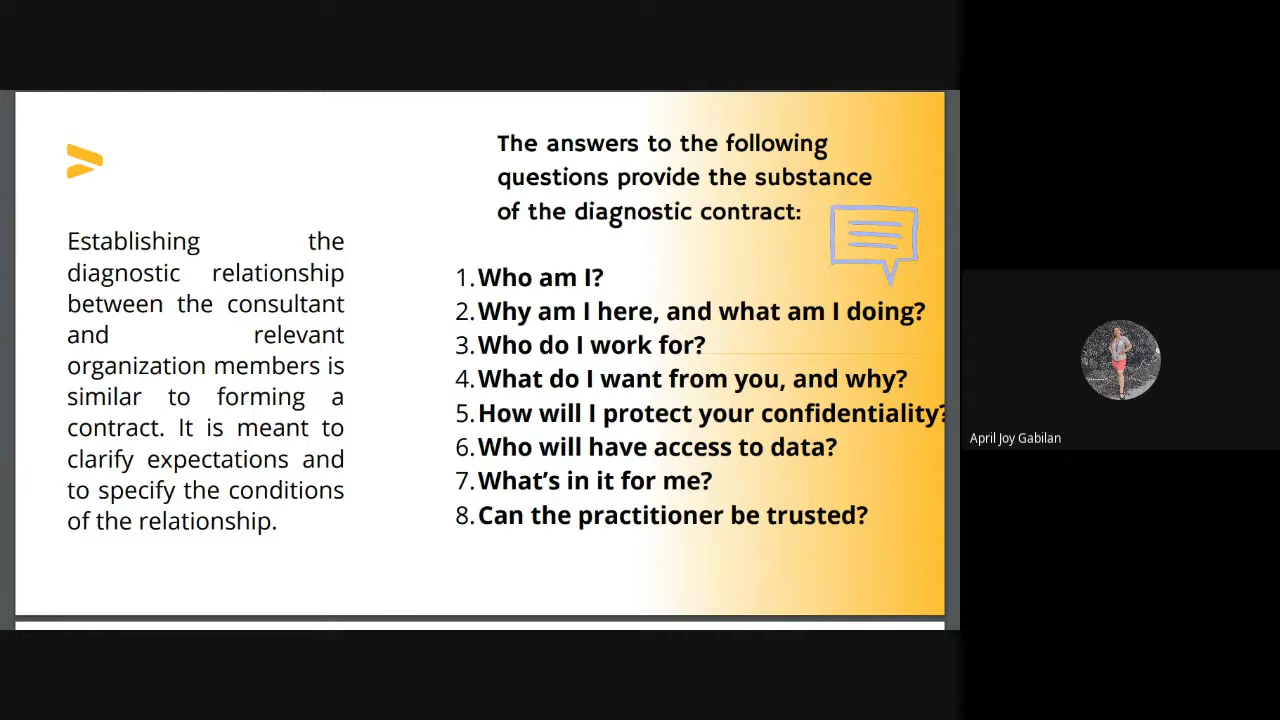 Establishing the
diagnostic relationship
between the consultant
and relevant
organization members is
similar to forming a
contract. It is meant to
clarify expectations and
to specify the conditions
of the relationship.
The answers to the following
questions provide the substance
of the diagnostic contract:
1. Who am I?
2. Why am I here, and what am I doing?
3. Who do I work for?
4. What do I want from you, and why?
5. How will I protect your confidentiality?
6. Who will have access to data?
7. What’s in it for me?
8. Can the practitioner be trusted?
April Joy Gabilan